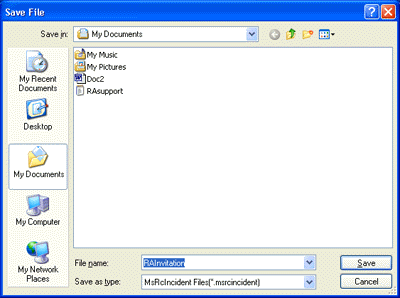 Save File
Save in:
My Documents
My Recent
Documents
Desktop
My Documents
My Computer
My Network
Places
My Music
My Pictures
Doc2
RAsupport
File name:
RAInvitation
Save
Save as type:
MsRcIncident Files(*.msrcincident)
Cancel